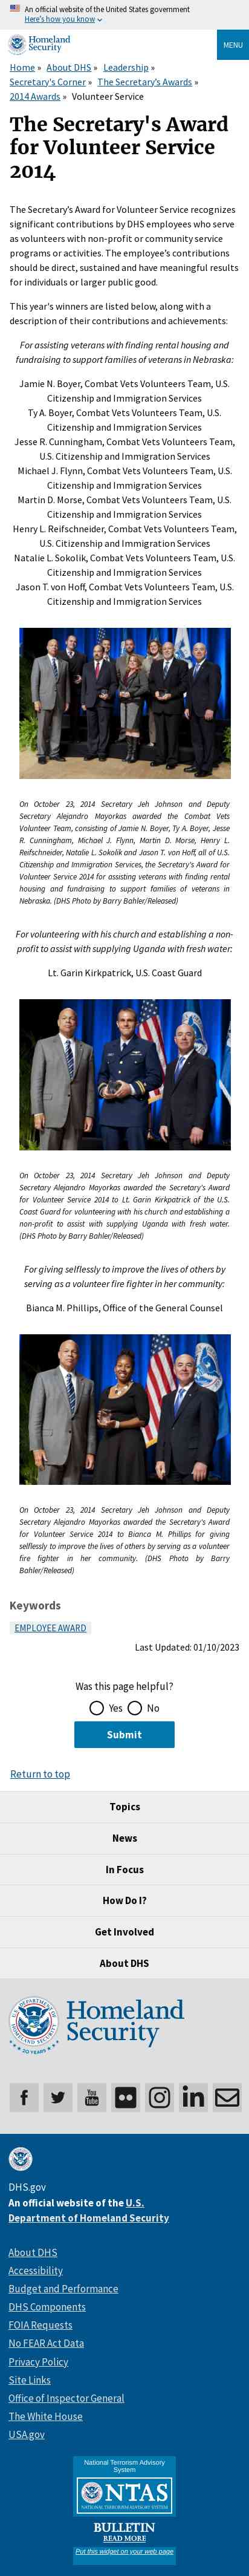 An official website of the United States government
Here's how you know
Homeland
Security
MENU
Home » About DHS » Leadership »
Secretary's Corner » The Secretary’s Awards »
2014 Awards » Volunteer Service
The Secretary's Award
for Volunteer Service
2014
The Secretary’s Award for Volunteer Service recognizes
significant contributions by DHS employees who serve
as volunteers with non-profit or community service
programs or activities. The employee’s contributions
should be direct, sustained and have meaningful results
for individuals or larger public good.
This year's winners are listed below, along with a
description of their contributions and achievements:
For assisting veterans with finding rental housing and
fundraising to support families of veterans in Nebraska:
Jamie N. Boyer, Combat Vets Volunteers Team, U.S.
Citizenship and Immigration Services
Ty A. Boyer, Combat Vets Volunteers Team, U.S.
Citizenship and Immigration Services
Jesse R. Cunningham, Combat Vets Volunteers Team,
U.S. Citizenship and Immigration Services
Michael J. Flynn, Combat Vets Volunteers Team, U.S.
Citizenship and Immigration Services
Martin D. Morse, Combat Vets Volunteers Team, U.S.
Citizenship and Immigration Services
Henry L. Reifschneider, Combat Vets Volunteers Team,
U.S. Citizenship and Immigration Services
Natalie L. Sokolik, Combat Vets Volunteers Team, U.S.
Citizenship and Immigration Services
Jason T. von Hoff, Combat Vets Volunteers Team, U.S.
Citizenship and Immigration Services
On October 23, 2014 Secretary Jeh Johnson and Deputy
Secretary Alejandro Mayorkas awarded the Combat Vets
Volunteer Team, consisting of Jamie N. Boyer, Ty A. Boyer, Jesse
R. Cunningham, Michael J. Flynn, Martin D. Morse, Henry L.
Reifschneider, Natalie L. Sokolik and Jason T. von Hoff, all of U.S.
Citizenship and Immigration Services, the Secretary's Award for
Volunteer Service 2014 for assisting veterans with finding rental
housing and fundraising to support families of veterans in
Nebraska. (DHS Photo by Barry Bahler/Released)
For volunteering with his church and establishing a non-
profit to assist with supplying Uganda with fresh water:
Lt. Garin Kirkpatrick, U.S. Coast Guard
On October 23, 2014 Secretary Jeh Johnson and Deputy
Secretary Alejandro Mayorkas awarded the Secretary's Award
for Volunteer Service 2014 to Lt. Garin Kirkpatrick of the U.S.
Coast Guard for volunteering with his church and establishing a
non-profit to assist with supplying Uganda with fresh water.
(DHS Photo by Barry Bahler/Released)
For giving selflessly to improve the lives of others by
serving as a volunteer fire fighter in her community:
Bianca M. Phillips, Office of the General Counsel
On October 23, 2014 Secretary Jeh Johnson and Deputy
Secretary Alejandro Mayorkas awarded the Secretary's Award
for Volunteer Service 2014 to Bianca M. Phillips for giving
selflessly to improve the lives of others by serving as a volunteer
fire fighter in her community. (DHS Photo by Barry
Bahler/Released)
Keywords
EMPLOYEE AWARD
Last Updated: 01/10/2023
Was this page helpful?
Yes No
Submit
Return to top
Topics
News
In Focus
How Do I?
Get Involved
About DHS
Homeland
Security
20 YEARS
You
Tube
DHS.gov
An official website of the U.S.
Department of Homeland Security
About DHS
Accessibility
Budget and Performance
DHS Components
FOIA Requests
No FEAR Act Data
Privacy Policy
Site Links
Office of Inspector General
The White House
USA.gov
National Terrorism Advisory
System
NTAS
NATIONAL TERRORISM ADVISORY SYSTEM
BULLETIN
READ MORE
Put this widget on your web page